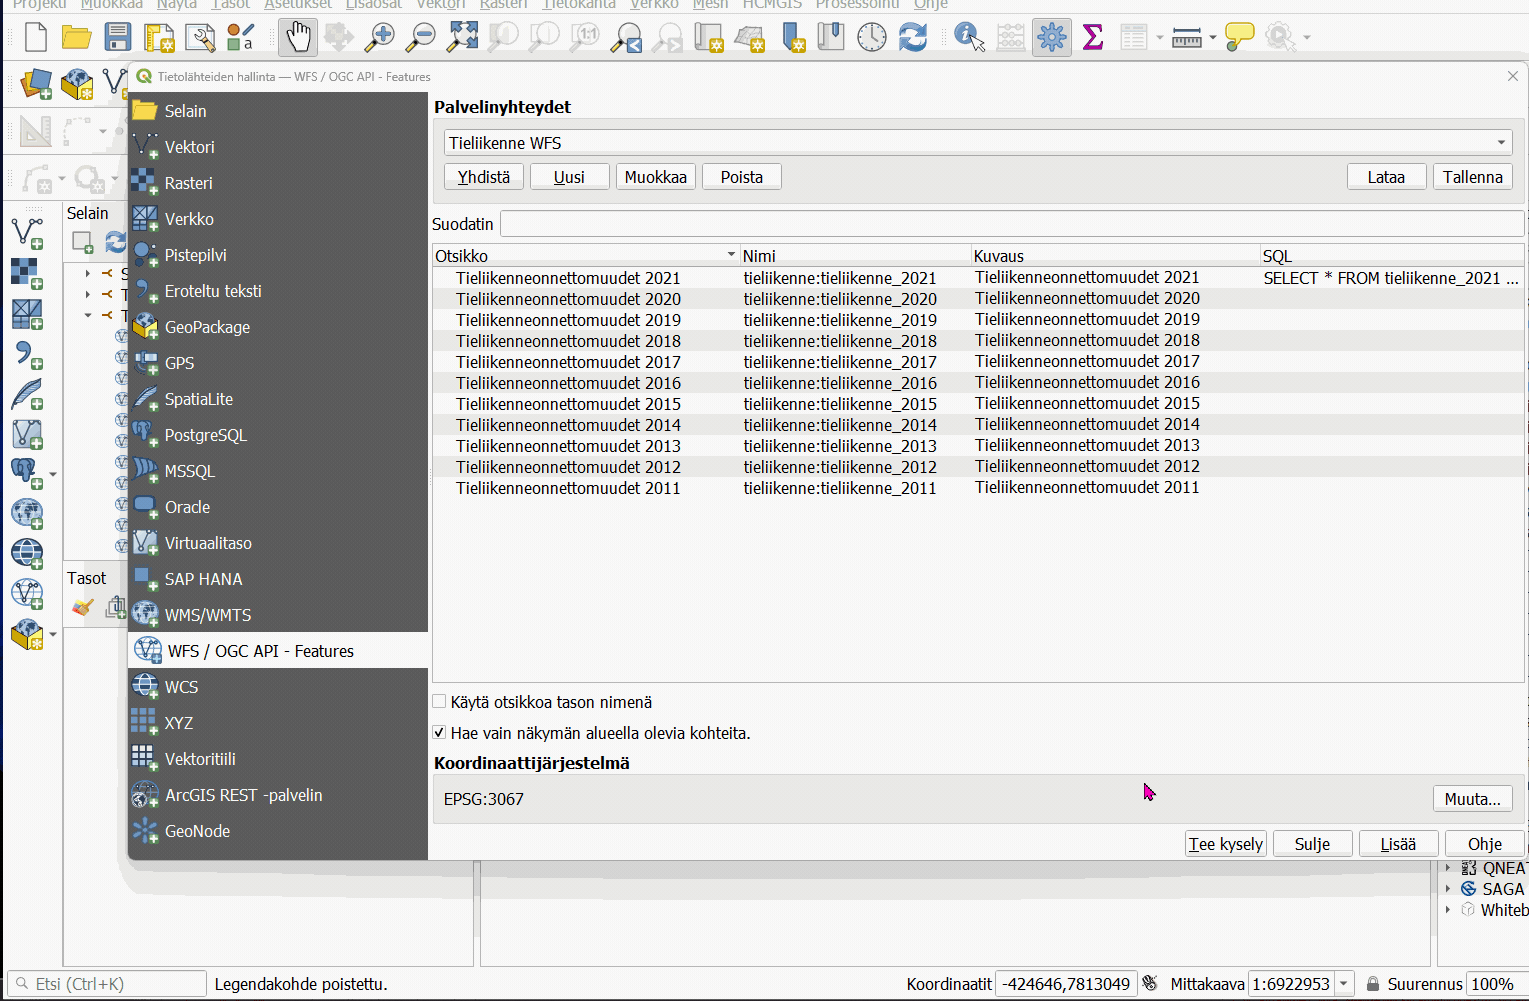 Projekti Muokkaa Näytä Taso Asetukset Lisäosat Vektori Rasteri Tietokanta Verkko Mesh HCMGIS Prosessointi Ohje
Tietolähteiden hallinta — WFS / OGC API - Features
Selain
Vektori
Rasteri
Verkko
Pistepilvi
Eroteltu teksti
GeoPackage
GPS
SpatiaLite
PostgreSQL
MSSQL
Oracle
Virtuaalitaso
SAP HANA
WMS/WMTS
WFS / OGC API - Features
WCS
XYZ
Vektoritiili
ArcGIS REST -palvelin
GeoNode
Palvelinyhteydet
Tieliikenne WFS
Yhdistä Uusi Muokkaa Poista Lataa Tallenna
Suodatin
Otsikko Nimi Kuvaus SQL
Tieliikenneonnettomuudet 2021 tieliikenne:tieliikenne_2021 Tieliikenneonnettomuudet 2021 SELECT * FROM tieliikenne_2021 ...
Tieliikenneonnettomuudet 2020 tieliikenne:tieliikenne_2020 Tieliikenneonnettomuudet 2020
Tieliikenneonnettomuudet 2019 tieliikenne:tieliikenne_2019 Tieliikenneonnettomuudet 2019
Tieliikenneonnettomuudet 2018 tieliikenne:tieliikenne_2018 Tieliikenneonnettomuudet 2018
Tieliikenneonnettomuudet 2017 tieliikenne:tieliikenne_2017 Tieliikenneonnettomuudet 2017
Tieliikenneonnettomuudet 2016 tieliikenne:tieliikenne_2016 Tieliikenneonnettomuudet 2016
Tieliikenneonnettomuudet 2015 tieliikenne:tieliikenne_2015 Tieliikenneonnettomuudet 2015
Tieliikenneonnettomuudet 2014 tieliikenne:tieliikenne_2014 Tieliikenneonnettomuudet 2014
Tieliikenneonnettomuudet 2013 tieliikenne:tieliikenne_2013 Tieliikenneonnettomuudet 2013
Tieliikenneonnettomuudet 2012 tieliikenne:tieliikenne_2012 Tieliikenneonnettomuudet 2012
Tieliikenneonnettomuudet 2011 tieliikenne:tieliikenne_2011 Tieliikenneonnettomuudet 2011
Käytä otsikkoa tason nimenä
Hae vain näkymän alueella olevia kohteita.
Koordinaattijärjestelmä
EPSG:3067 Muuta...
Tee kysely Sulje Lisää Ohje
Selain
Tasot
QNEAT
SAGA
Whiteb
Etsi (Ctrl+K) Legendakohde poistettu. Koordinaatit -424646,7813049 Mittakaava 1:6922953 Suurennus 100%